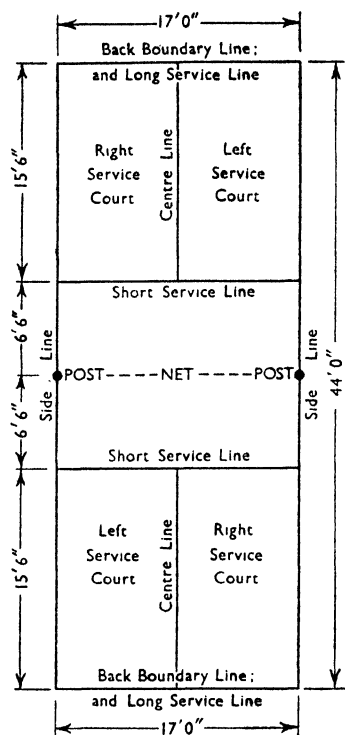 17'0"
Back Boundary Line;
and Long Service Line
15'6"
Right
Service
Court
Centre Line
Left
Service
Court
Short Service Line
6'6"
Side Line
POST NET POST
Side Line
44'0"
6'6"
Short Service Line
15'6"
Left
Service
Court
Centre Line
Right
Service
Court
Back Boundary Line;
and Long Service Line
17'0"